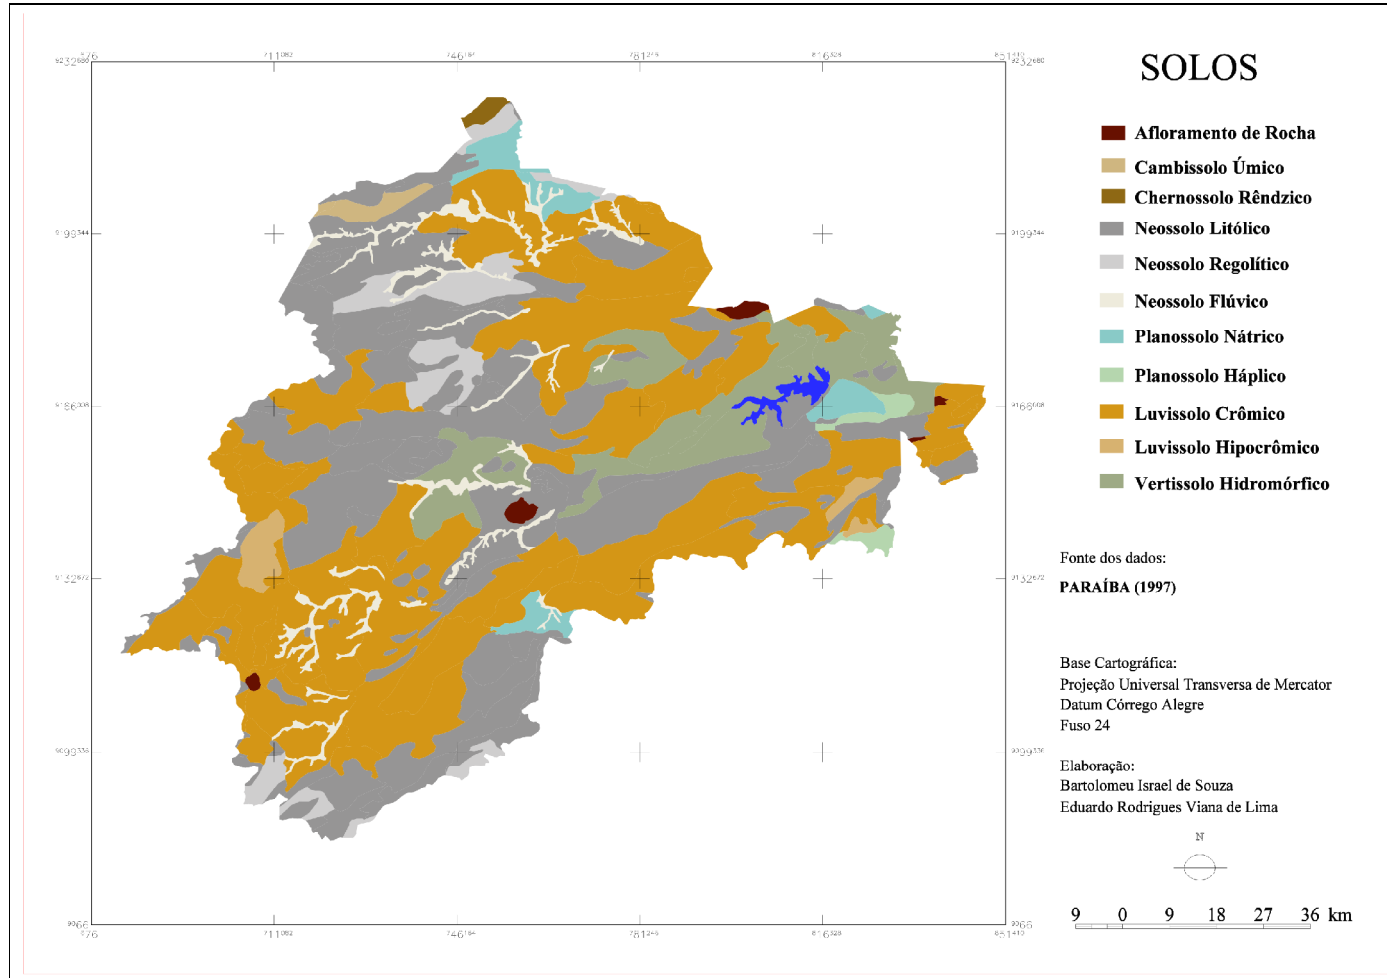 SOLOS
Afloramento de Rocha
Cambissolo Úmico
Chernossolo Rêndzico
Neossolo Litólico
Neossolo Regolítico
Neossolo Flúvico
Planossolo Nátrico
Planossolo Háplico
Luvissolo Crômico
Luvissolo Hipocrômico
Vertissolo Hidromórfico
Fonte dos dados:
PARAÍBA (1997)
Base Cartográfica:
Projeção Universal Transversa de Mercator
Datum Córrego Alegre
Fuso 24
Elaboração:
Bartolomeu Israel de Souza
Eduardo Rodrigues Viana de Lima
N
9 0 9 18 27 36 km